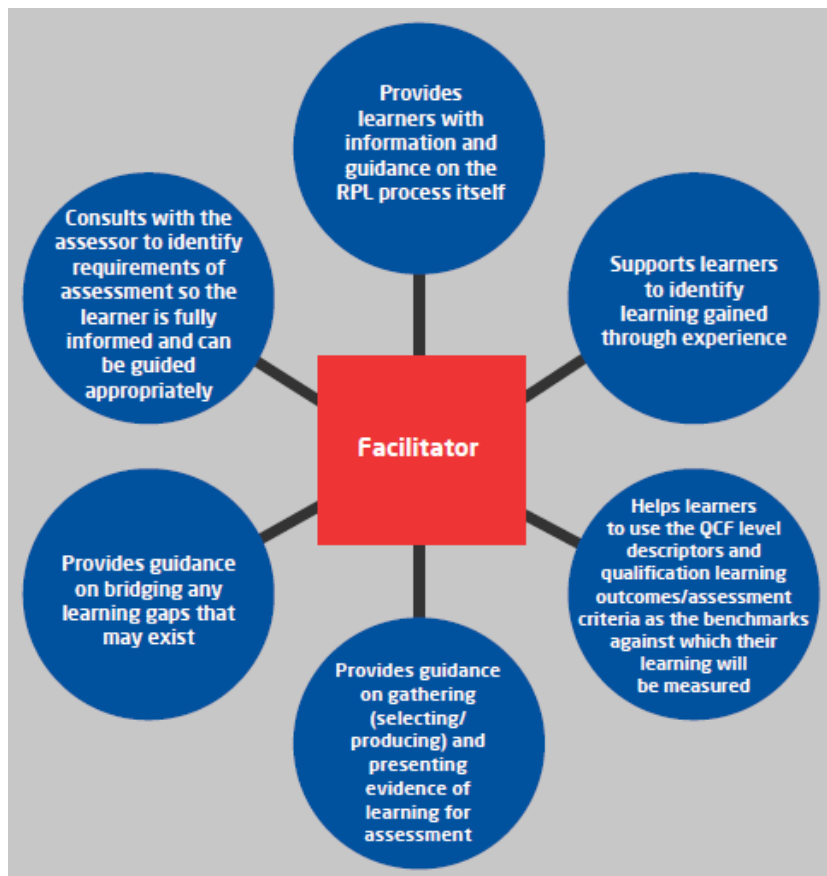 Provides
learners with
information and
guidance on the
RPL process itself
Consults with the
assessor to identify
requirements of
assessment so the
learner is fully
informed and can
be guided
appropriately
Supports learners
to identify
learning gained
through experience
Facilitator
Provides guidance
on bridging any
learning gaps that
may exist
Helps learners
to use the QCF level
descriptors and
qualification learning
outcomes/assessment
criteria as the benchmarks
against which their
learning will
be measured
Provides guidance
on gathering
(selecting/
producing) and
presenting
evidence of
learning for
assessment